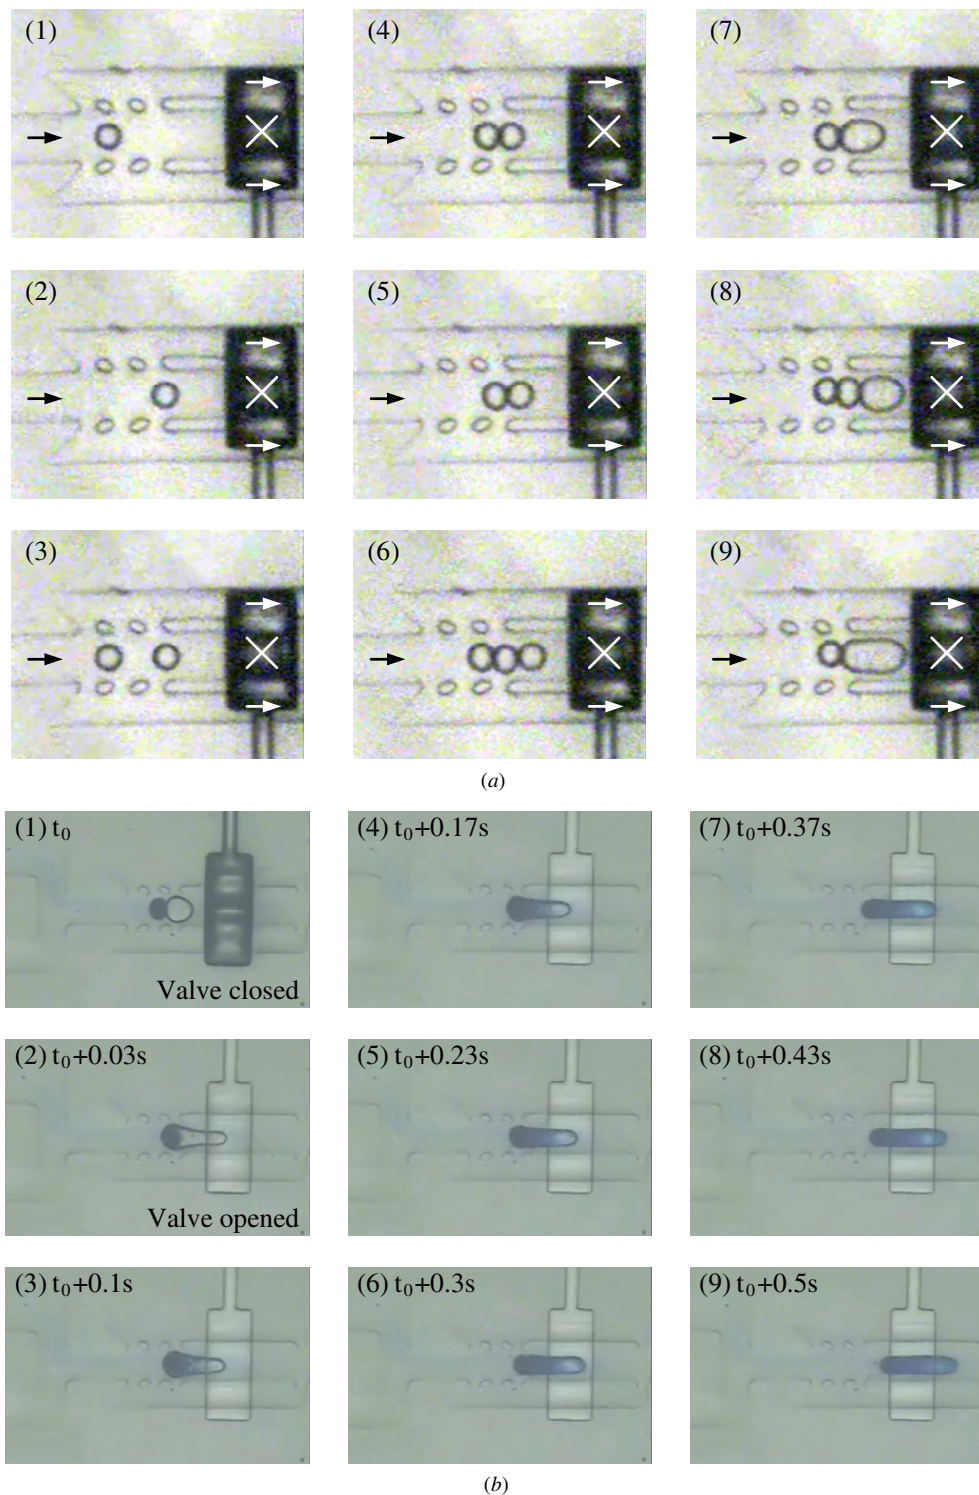 (1)
(4)
(7)
(2)
(5)
(8)
(3)
(6)
(9)
(a)
(1) t₀
Valve closed
(4) t₀+0.17s
(7) t₀+0.37s
(2) t₀+0.03s
Valve opened
(5) t₀+0.23s
(8) t₀+0.43s
(3) t₀+0.1s
(6) t₀+0.3s
(9) t₀+0.5s
(b)